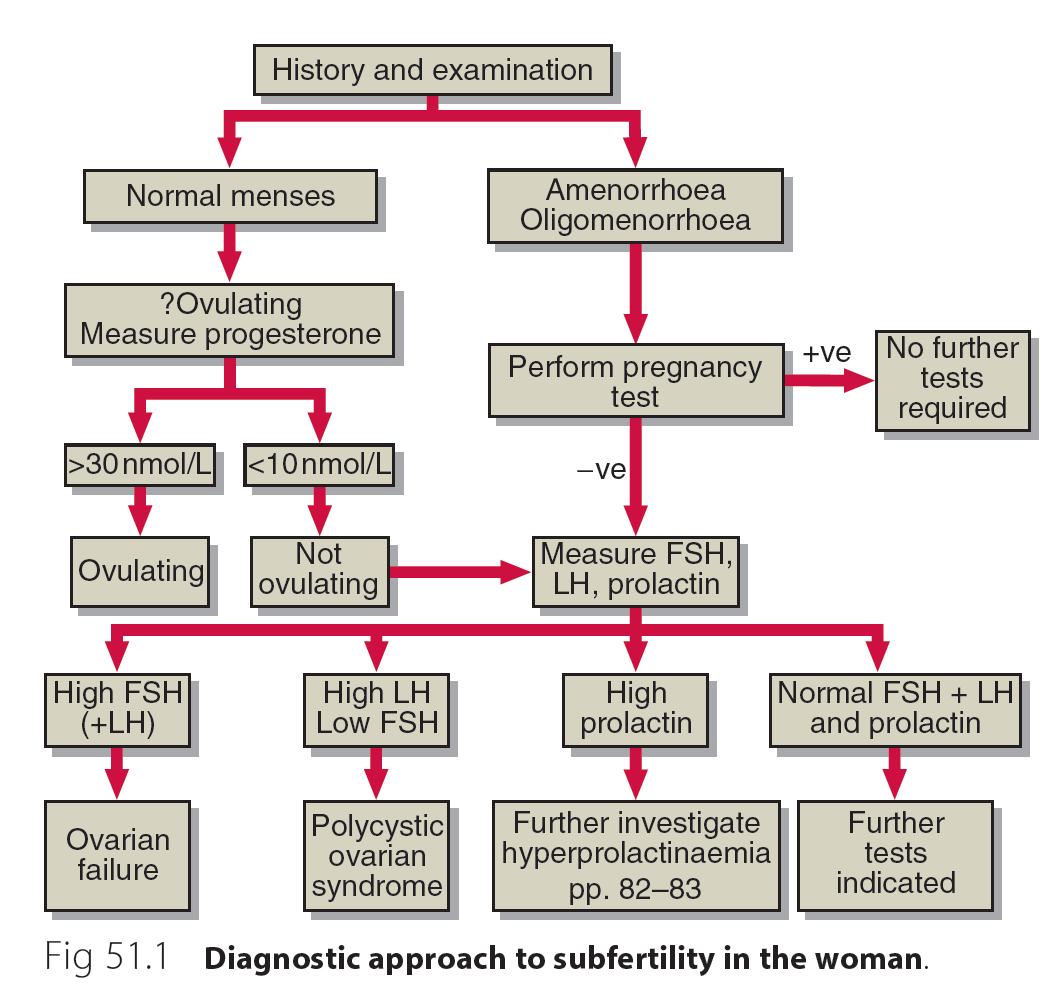 History and examination
Normal menses
Amenorrhoea
Oligomenorrhoea
?Ovulating
Measure progesterone
Perform pregnancy
test
+ve
No further
tests
required
>30 nmol/L
<10 nmol/L
–ve
Ovulating
Not
ovulating
Measure FSH,
LH, prolactin
High FSH
(+LH)
High LH
Low FSH
High
prolactin
Normal FSH + LH
and prolactin
Ovarian
failure
Polycystic
ovarian
syndrome
Further investigate
hyperprolactinaemia
pp. 82–83
Further
tests
indicated
Fig 51.1 Diagnostic approach to subfertility in the woman.